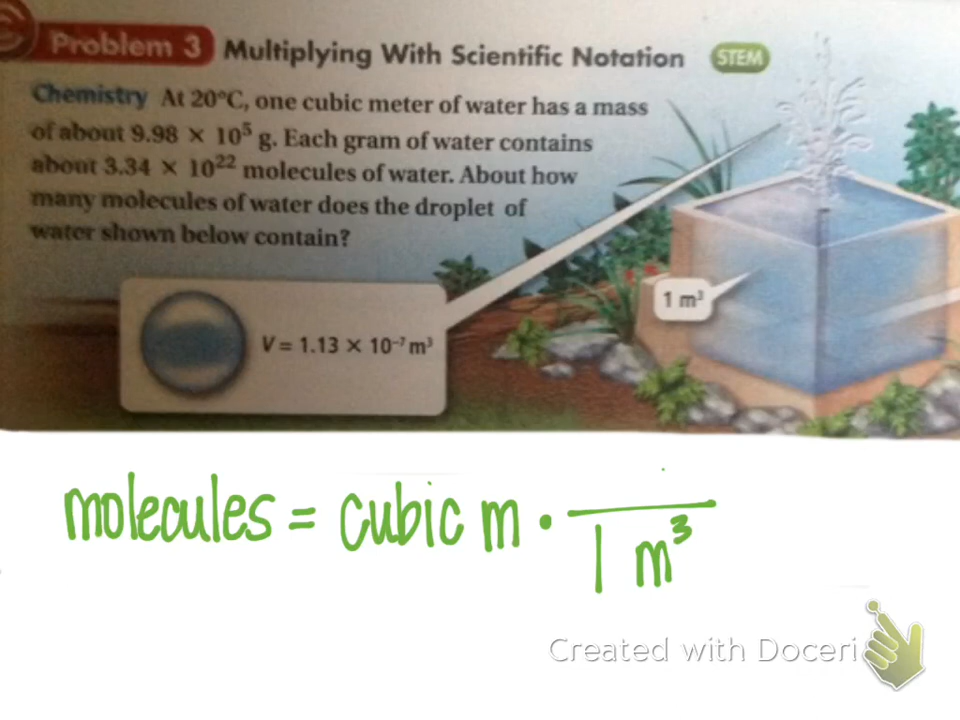 Problem 3 Multiplying With Scientific Notation STEM
Chemistry At 20°C, one cubic meter of water has a mass
of about 9.98 × 10⁵ g. Each gram of water contains
about 3.34 × 10²² molecules of water. About how
many molecules of water does the droplet of
water shown below contain?
1 m³
V = 1.13 × 10⁻⁷ m³
molecules = cubic m · 
1 m³
Created with Doceri